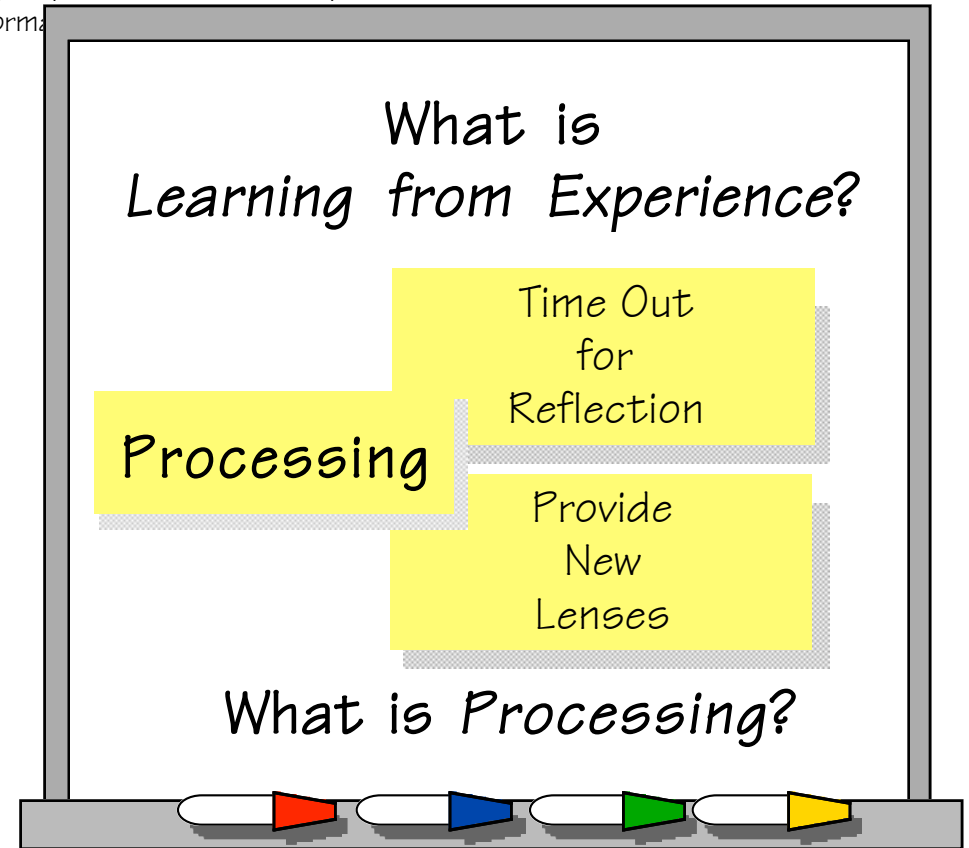 What is
Learning from Experience?
Time Out
for
Reflection
Processing
Provide
New
Lenses
What is Processing?